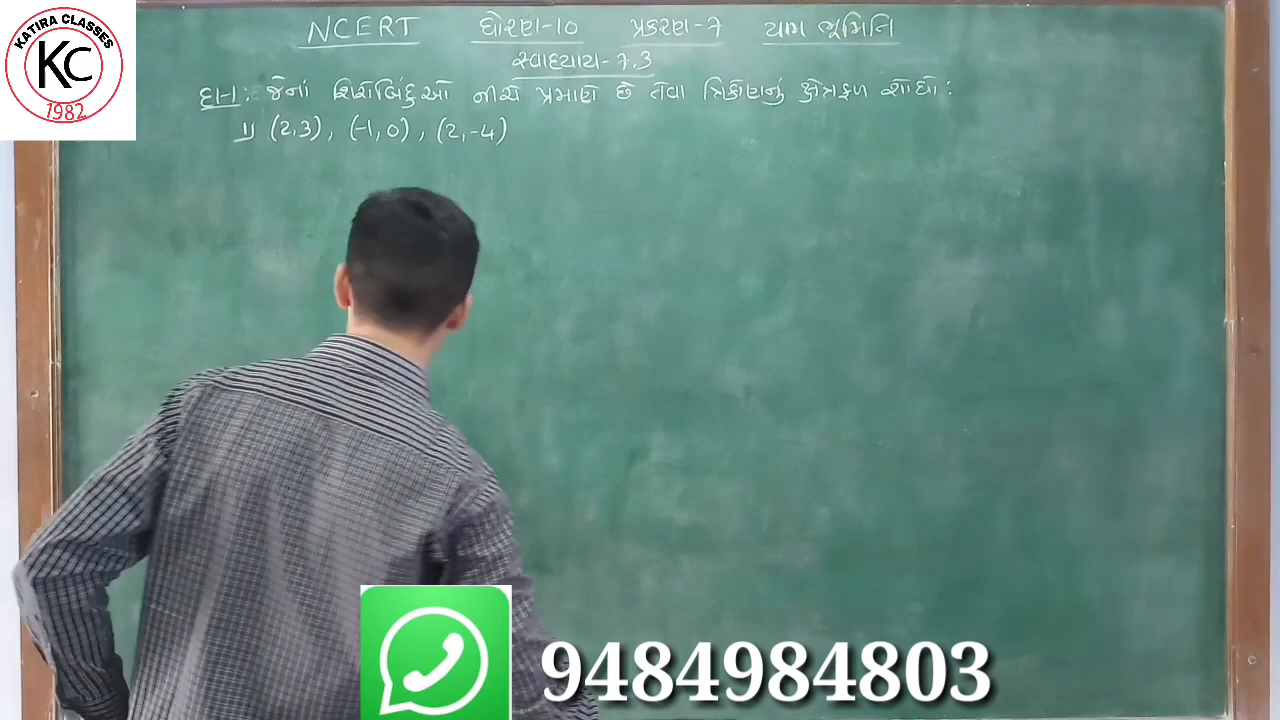 KATIRA CLASSES
KC
1982
NCERT ધોરણ-10 પ્રકરણ-7 યામ ભૂમિતિ
સ્વાધ્યાય-7.3
જેનાં શિરોબિંદુઓ નીચે પ્રમાણે છે તેવા ત્રિકોણનું ક્ષેત્રફળ શોધો:
1) (2,3), (-1,0), (2,-4)
9484984803